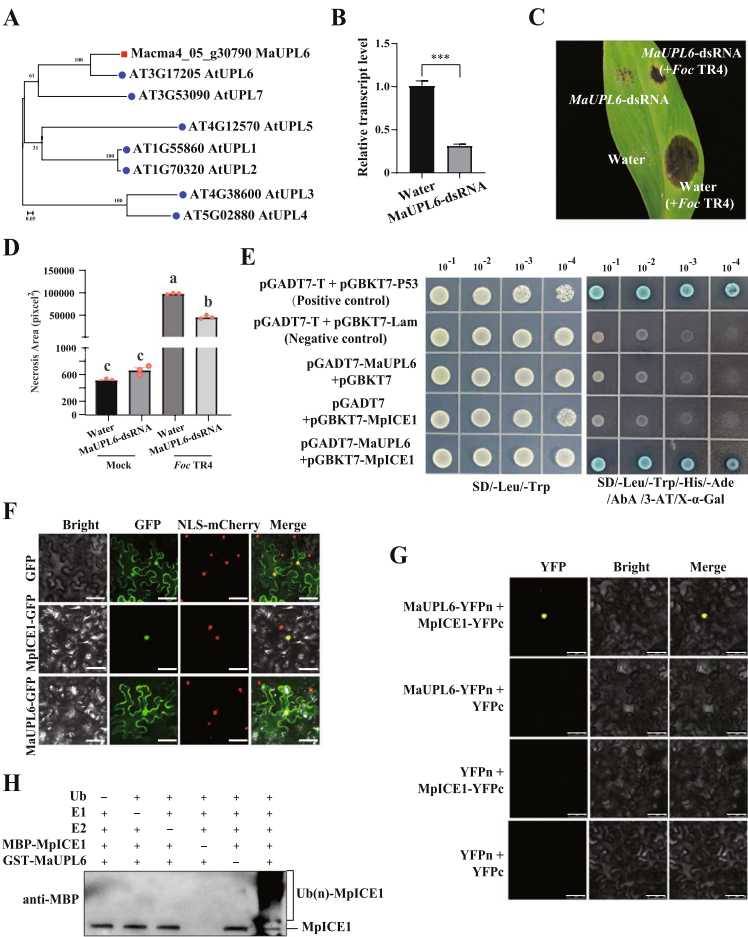 A
Macma4_05_g30790 MaUPL6
AT3G17205 AtUPL6
AT3G53090 AtUPL7
AT4G12570 AtUPL5
AT1G55860 AtUPL1
AT1G70320 AtUPL2
AT4G38600 AtUPL3
AT5G02880 AtUPL4
100
61
31
100
100
0.05
B
Relative transcript level
1.5
1.0
0.5
0.0
***
Water
MaUPL6-dsRNA
C
MaUPL6-dsRNA
(+Foc TR4)
MaUPL6-dsRNA
Water
Water
(+Foc TR4)
D
Necrosis Area (pixcel²)
150000
100000
50000
600
400
200
0
c
c
a
b
Water
MaUPL6-dsRNA
Water
MaUPL6-dsRNA
Mock
Foc TR4
E
10⁻¹ 10⁻² 10⁻³ 10⁻⁴ 10⁻¹ 10⁻² 10⁻³ 10⁻⁴
pGADT7-T + pGBKT7-P53
(Positive control)
pGADT7-T + pGBKT7-Lam
(Negative control)
pGADT7-MaUPL6
+pGBKT7
pGADT7
+pGBKT7-MpICE1
pGADT7-MaUPL6
+pGBKT7-MpICE1
SD/-Leu/-Trp
SD/-Leu/-Trp/-His/-Ade
/AbA /3-AT/X-α-Gal
F
Bright GFP NLS-mCherry Merge
GFP
MpICE1-GFP
MaUPL6-GFP
G
YFP Bright Merge
MaUPL6-YFPn +
MpICE1-YFPc
MaUPL6-YFPn +
YFPc
YFPn +
MpICE1-YFPc
YFPn +
YFPc
H
Ub – + + + + +
E1 + – + + + +
E2 + + – + + +
MBP-MpICE1 + + + – + +
GST-MaUPL6 + + + + – +
anti-MBP
Ub(n)-MpICE1
MpICE1